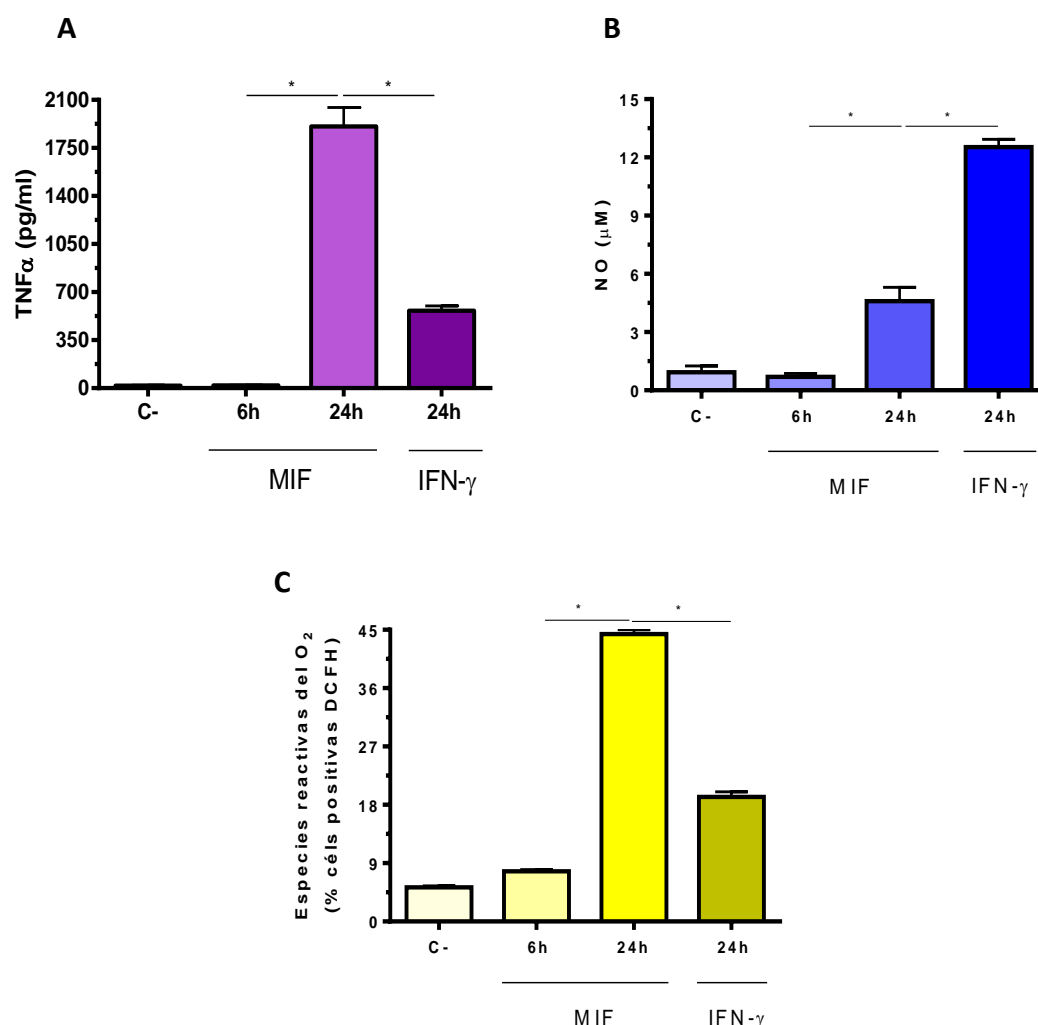 A
TNFα (pg/ml)
2100
1750
1400
1050
700
350
0
* *
C- 6h 24h 24h
MIF IFN-γ
B
NO (μM)
15
12
9
6
3
0
* *
C- 6h 24h 24h
MIF IFN-γ
C
Especies reactivas del O₂
(% céls positivas DCFH)
45
36
27
18
9
0
* *
C- 6h 24h 24h
MIF IFN-γ